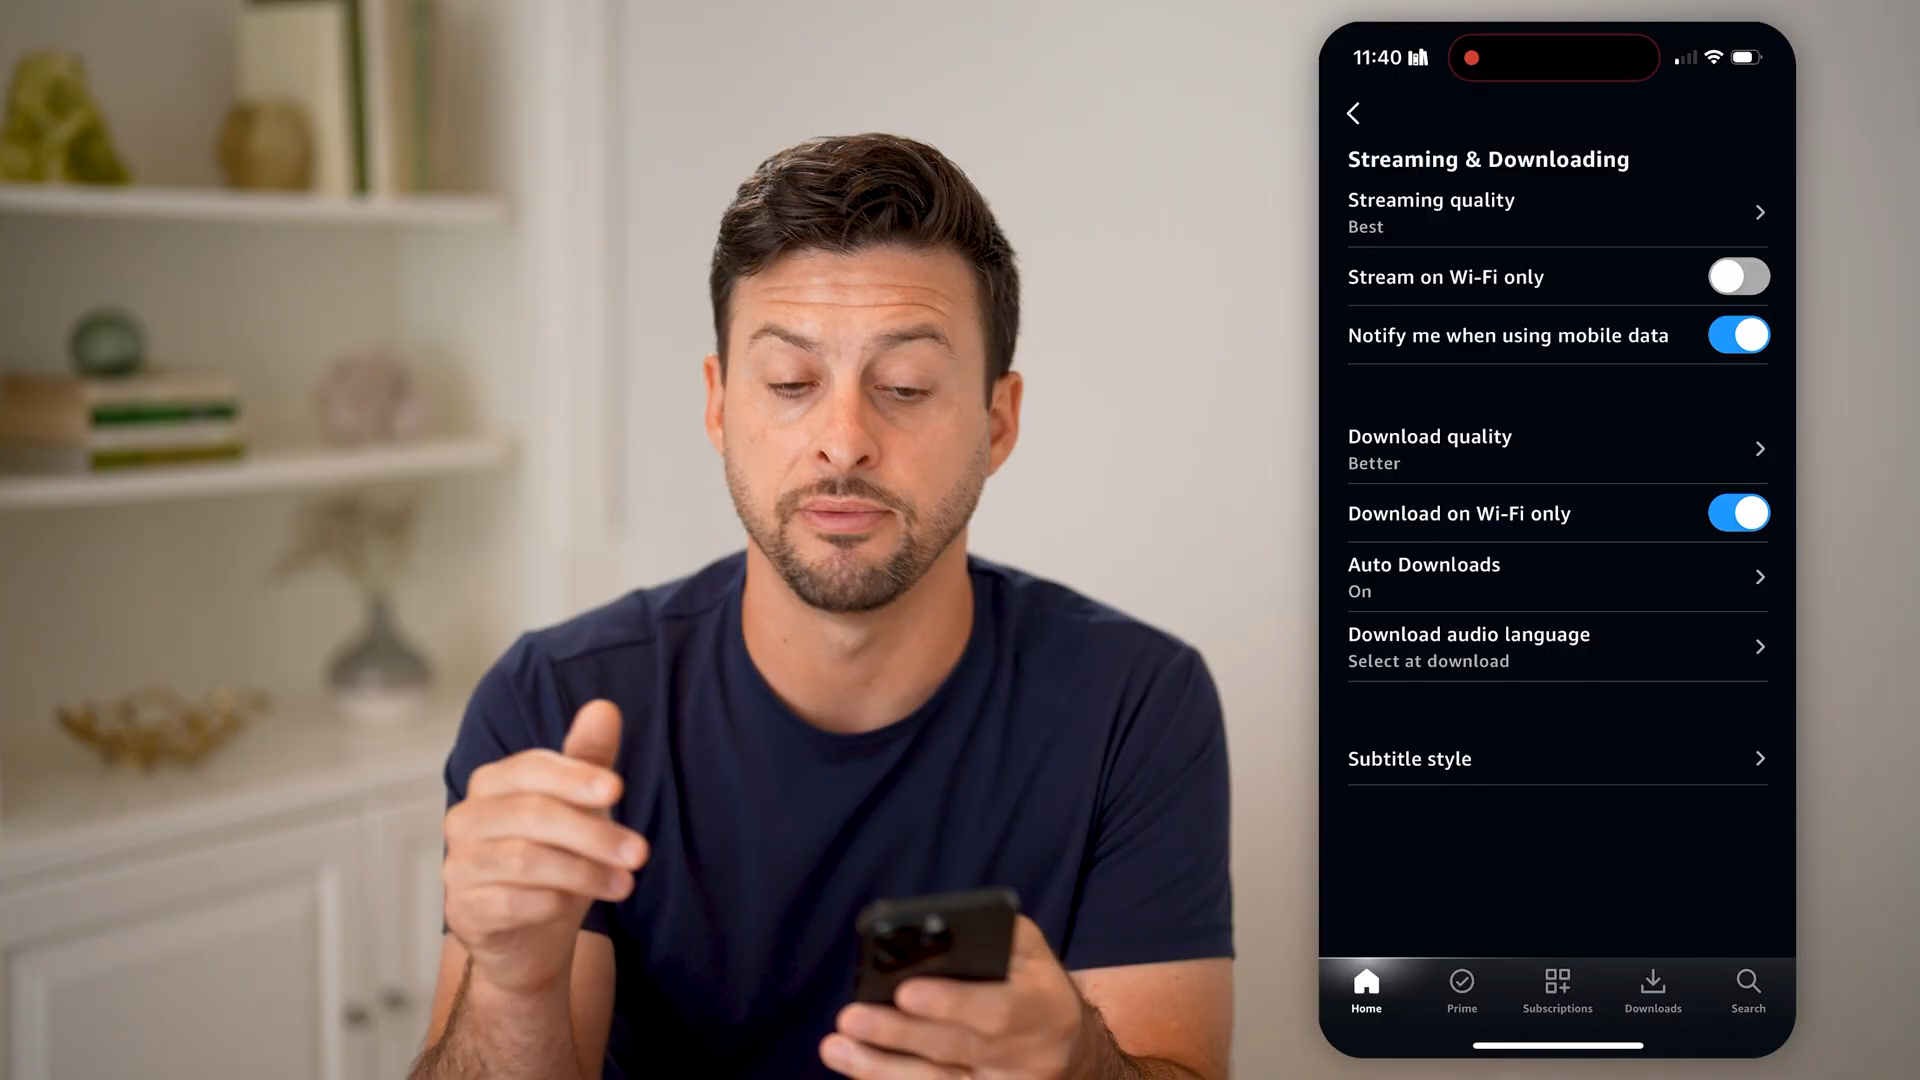 11:40
Streaming & Downloading
Streaming quality
Best
Stream on Wi-Fi only
Notify me when using mobile data
Download quality
Better
Download on Wi-Fi only
Auto Downloads
On
Download audio language
Select at download
Subtitle style
Home
Prime
Subscriptions
Downloads
Search